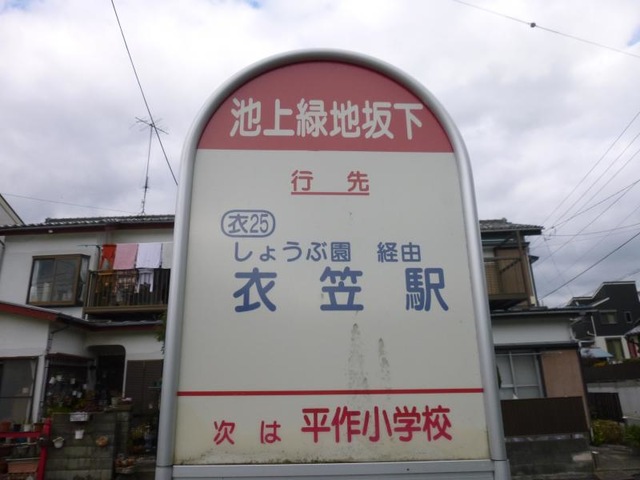 池上緑地坂下
行先
衣25
しょうぶ園 経由
衣笠駅
次は 平作小学校